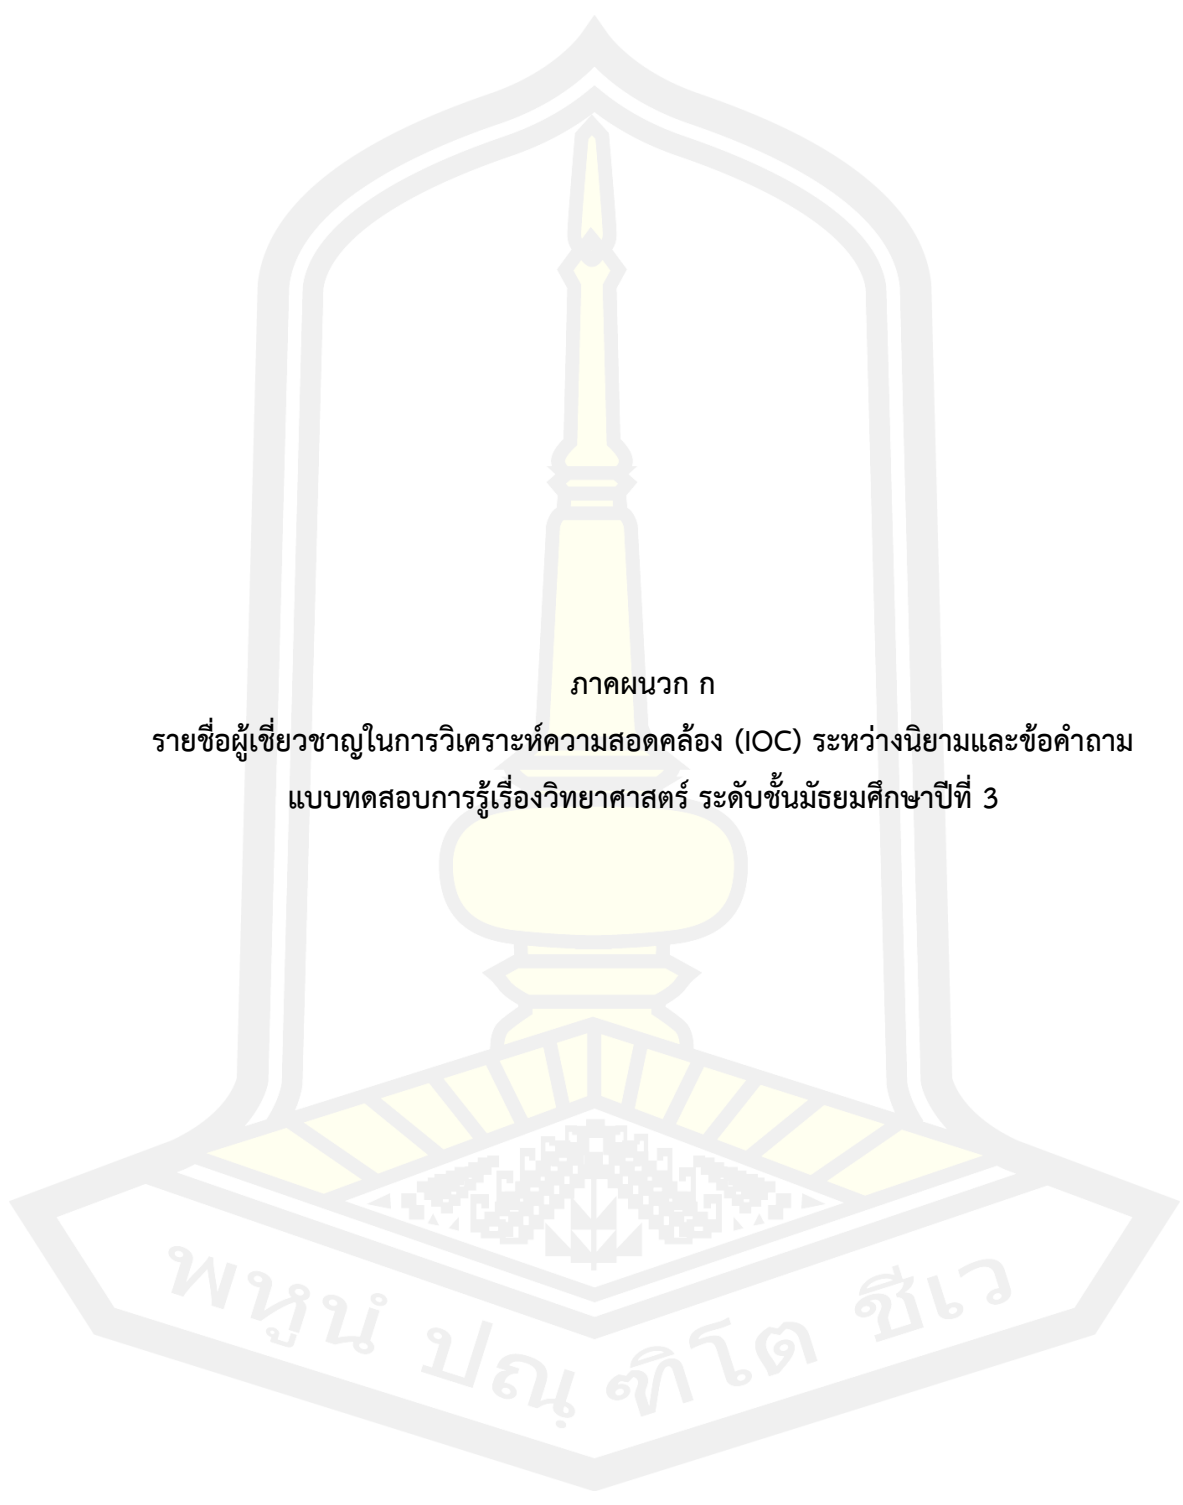 ภาคผนวก ก
รายชื่อผู้เชี่ยวชาญในการวิเคราะห์ความสอดคล้อง (IOC) ระหว่างนิยามและข้อคำถาม
แบบทดสอบการรู้เรื่องวิทยาศาสตร์ ระดับชั้นมัธยมศึกษาปีที่ 3
พหูนํ ปณฺฑิโต ชีเว